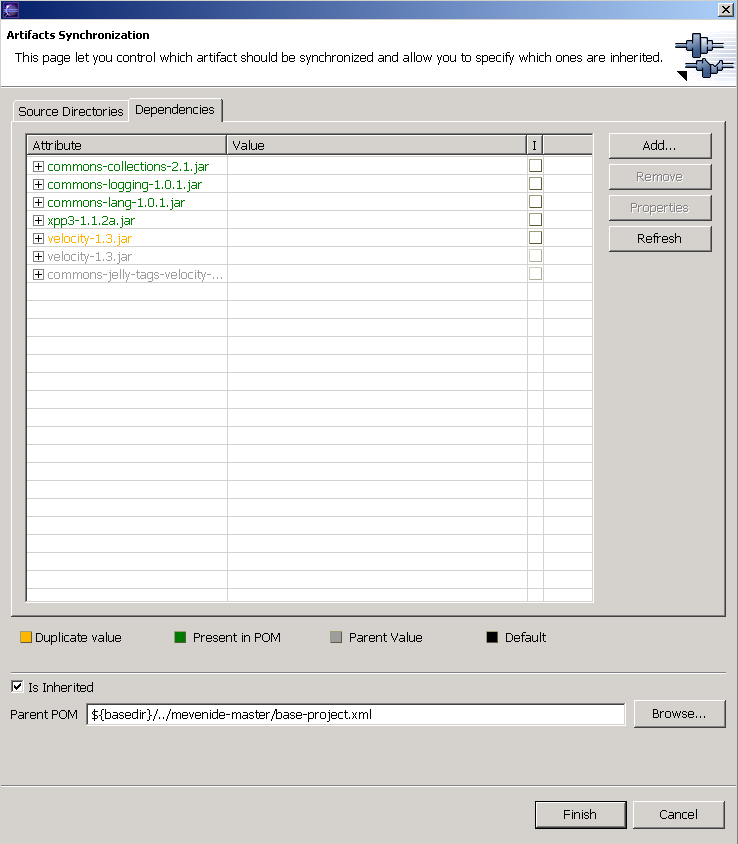 Artifacts Synchronization
This page let you control which artifact should be synchronized and allow you to specify which ones are inherited.
Source Directories Dependencies
Attribute Value I
commons-collections-2.1.jar
commons-logging-1.0.1.jar
commons-lang-1.0.1.jar
xpp3-1.1.2a.jar
velocity-1.3.jar
velocity-1.3.jar
commons-jelly-tags-velocity-...
Add...
Remove
Properties
Refresh
Duplicate value Present in POM Parent Value Default
Is Inherited
Parent POM ${basedir}/../mevenide-master/base-project.xml Browse...
Finish Cancel